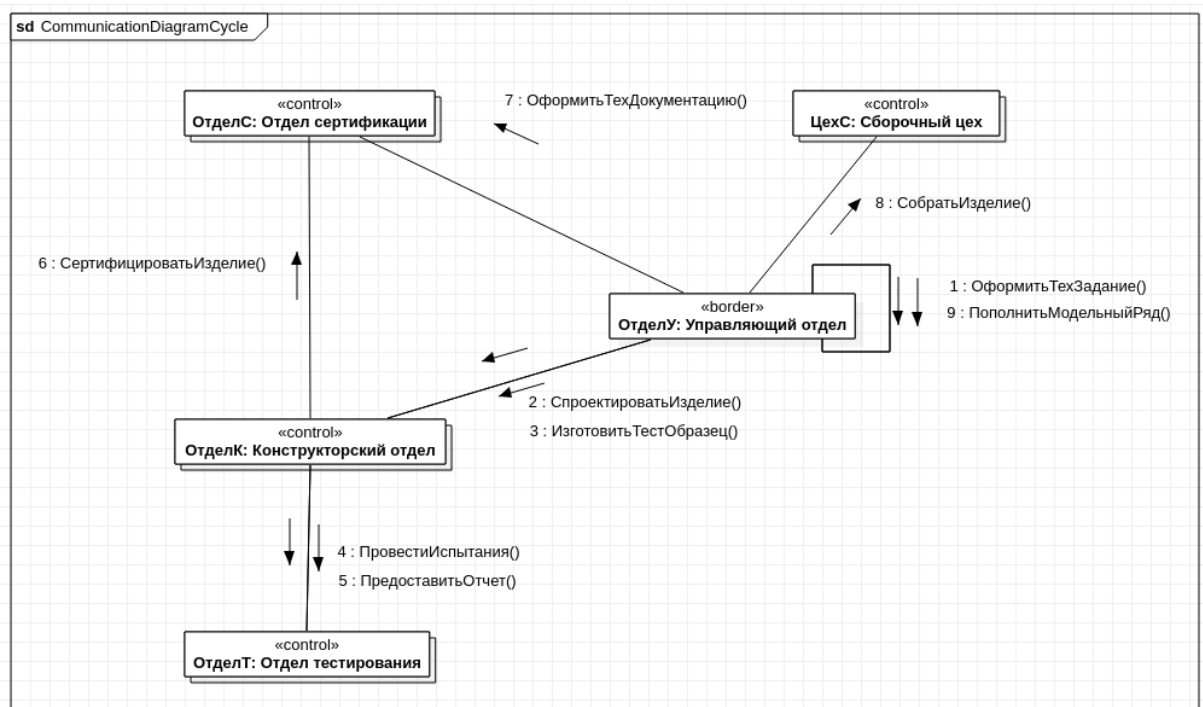 sd CommunicationDiagramCycle
«control»
ОтделС: Отдел сертификации
7 : ОформитьТехДокументацию()
«control»
ЦехС: Сборочный цех
8 : СобратьИзделие()
6 : СертифицироватьИзделие()
«border»
ОтделУ: Управляющий отдел
1 : ОформитьТехЗадание()
9 : ПополнитьМодельныйРяд()
2 : СпроектироватьИзделие()
3 : ИзготовитьТестОбразец()
«control»
ОтделК: Конструкторский отдел
4 : ПровестиИспытания()
5 : ПредоставитьОтчет()
«control»
ОтделТ: Отдел тестирования